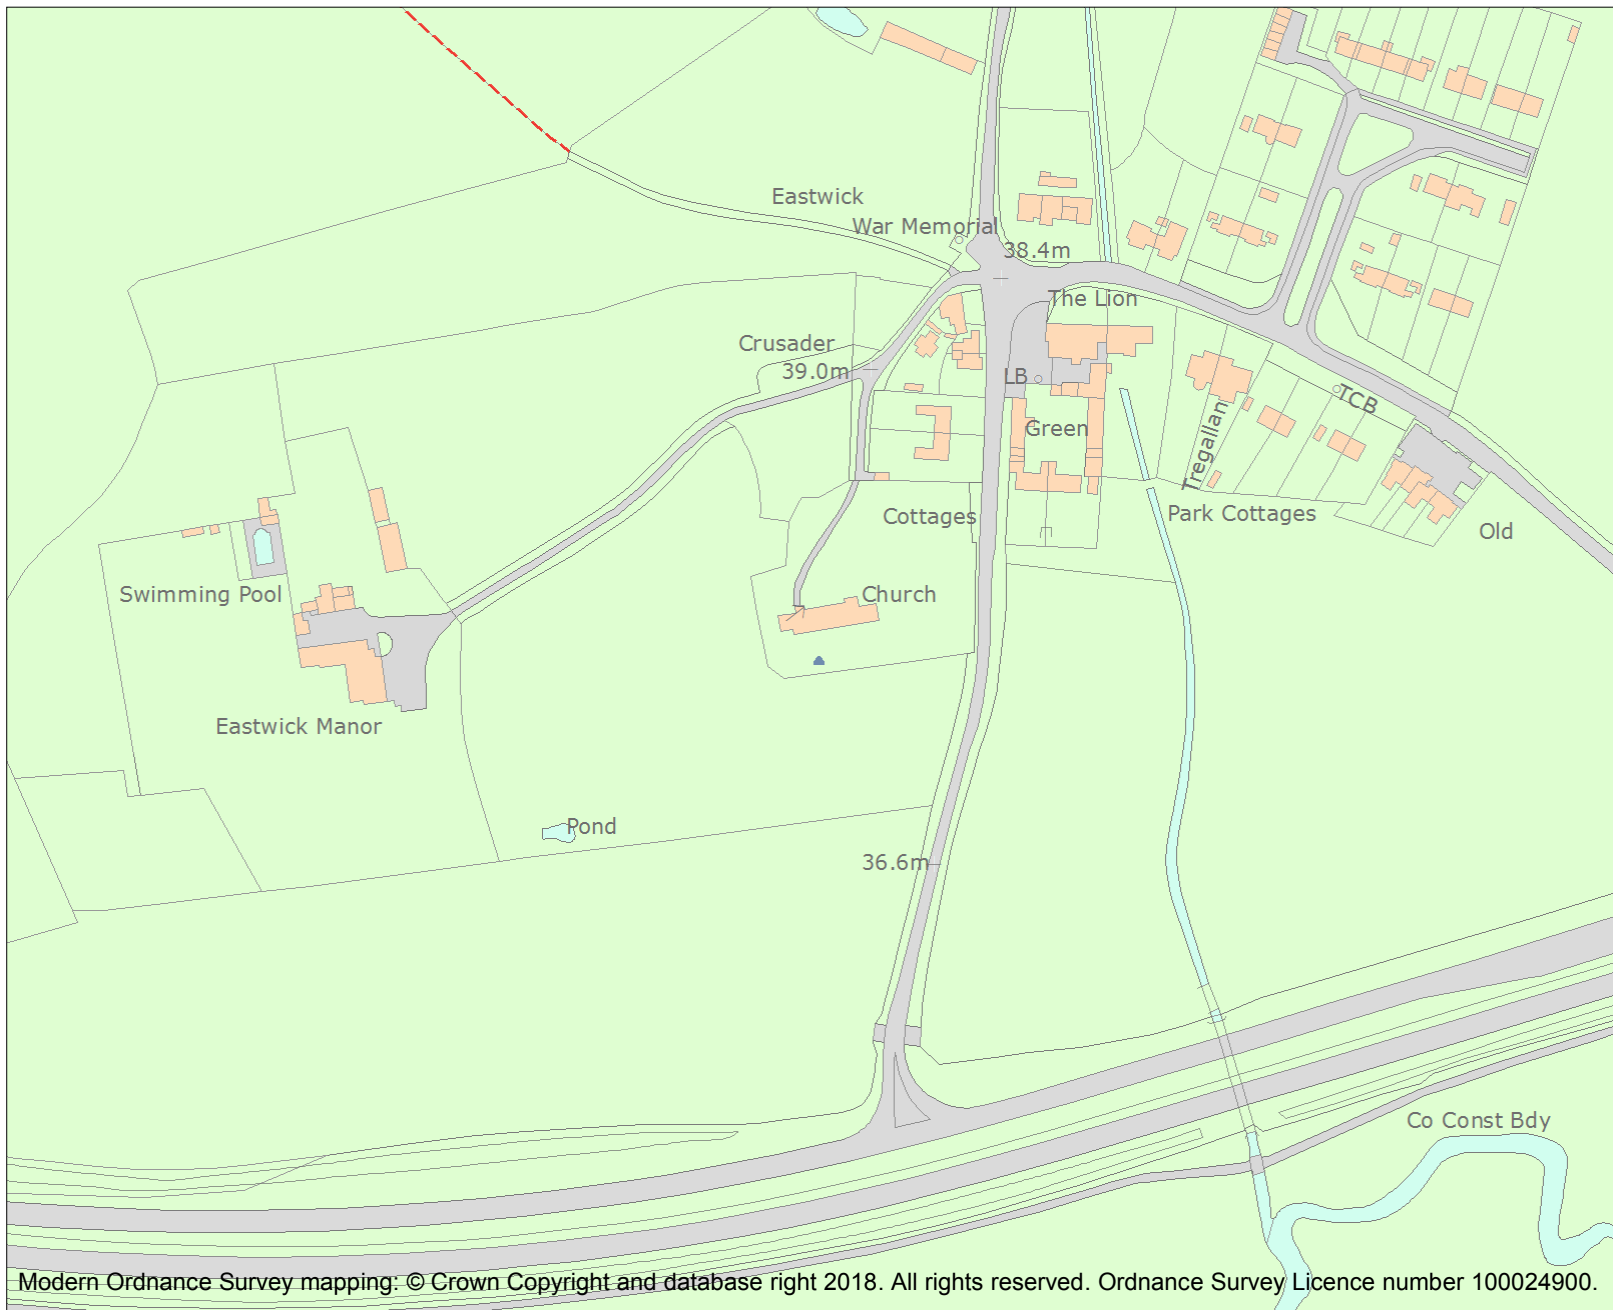 Eastwick
War Memorial
38.4m
The Lion
Crusader
39.0m
LB
TCB
Green
Tregallan
Cottages
Park Cottages
Old
Swimming Pool
Church
Eastwick Manor
Pond
36.6m
Co Const Bdy
Modern Ordnance Survey mapping: © Crown Copyright and database right 2018. All rights reserved. Ordnance Survey Licence number 100024900.